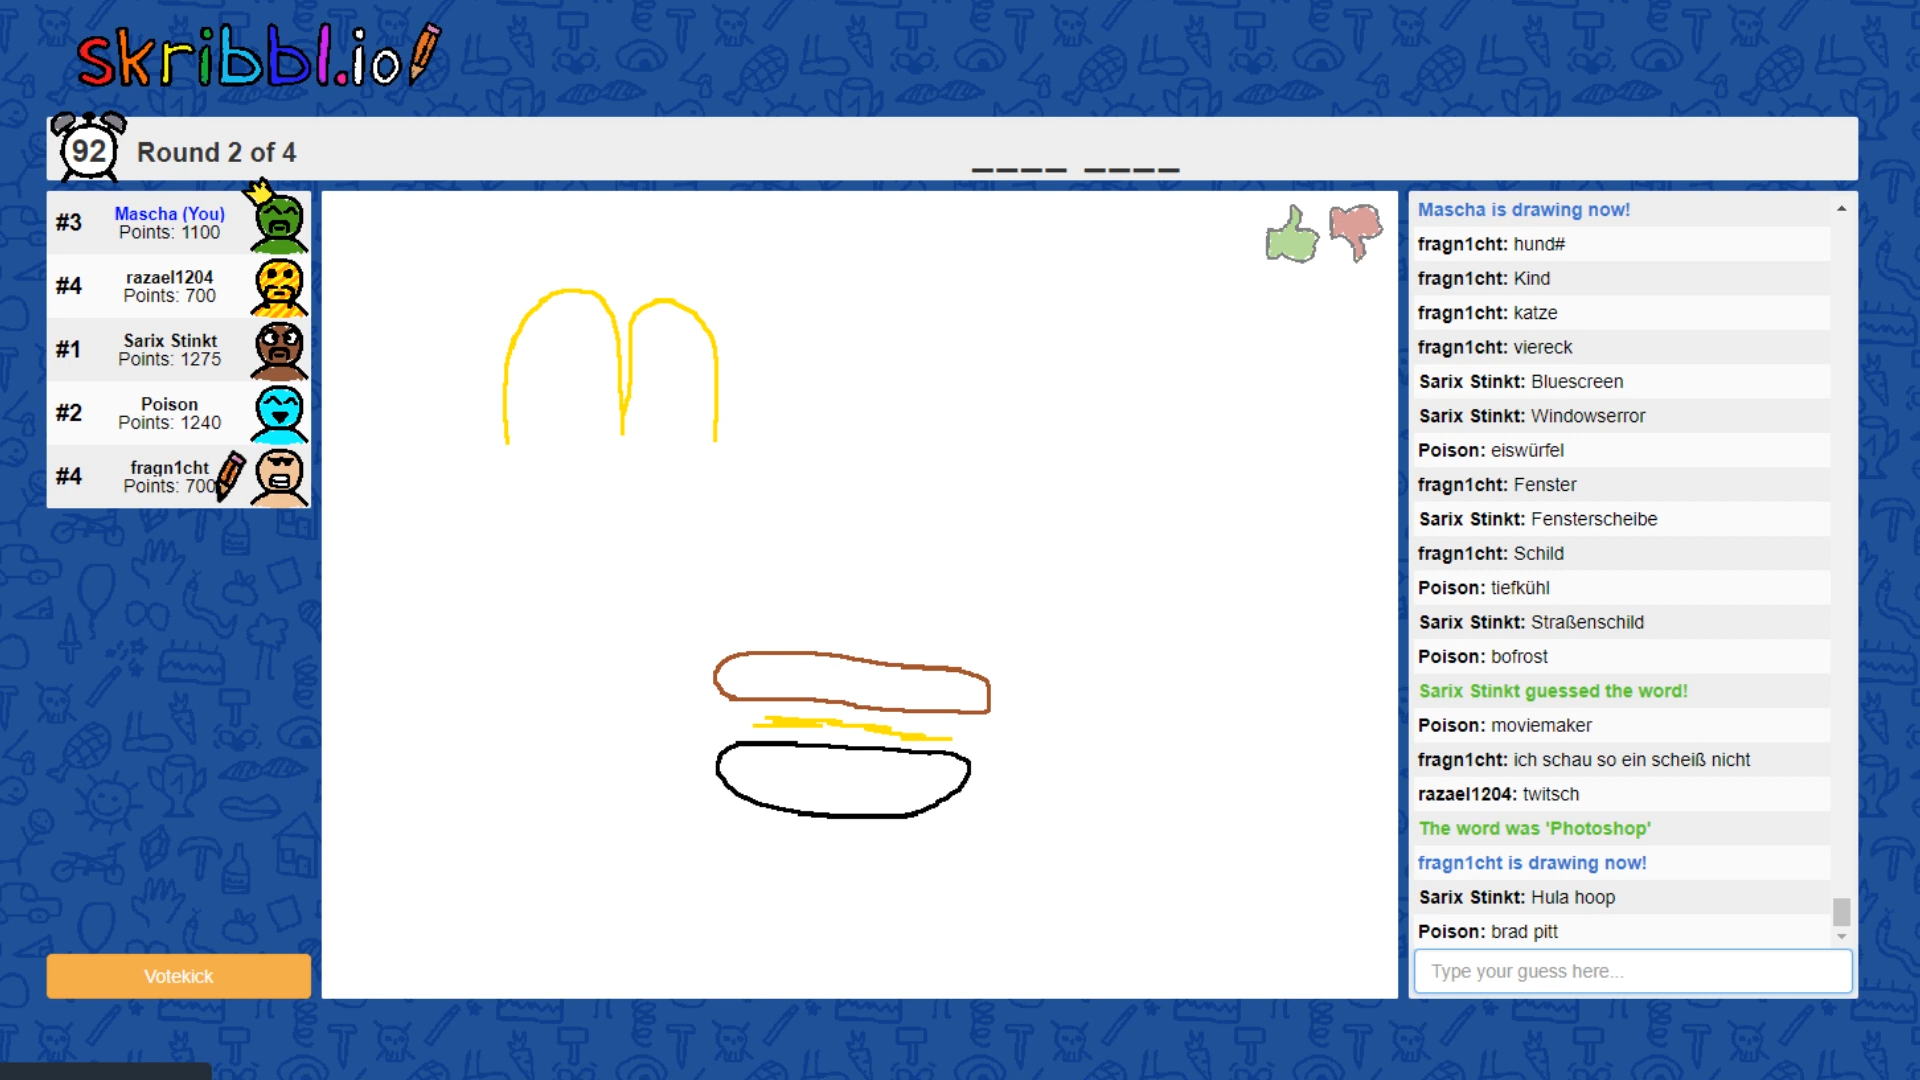 skribbl.io
92
Round 2 of 4
____ ____
#3
Mascha (You)
Points: 1100
#4
razael1204
Points: 700
#1
Sarix Stinkt
Points: 1275
#2
Poison
Points: 1240
#4
fragn1cht
Points: 700
Votekick
Mascha is drawing now!
fragn1cht: hund#
fragn1cht: Kind
fragn1cht: katze
fragn1cht: viereck
Sarix Stinkt: Bluescreen
Sarix Stinkt: Windowserror
Poison: eiswürfel
fragn1cht: Fenster
Sarix Stinkt: Fensterscheibe
fragn1cht: Schild
Poison: tiefkühl
Sarix Stinkt: Straßenschild
Poison: bofrost
Sarix Stinkt guessed the word!
Poison: moviemaker
fragn1cht: ich schau so ein scheiß nicht
razael1204: twitsch
The word was 'Photoshop'
fragn1cht is drawing now!
Sarix Stinkt: Hula hoop
Poison: brad pitt
Type your guess here...